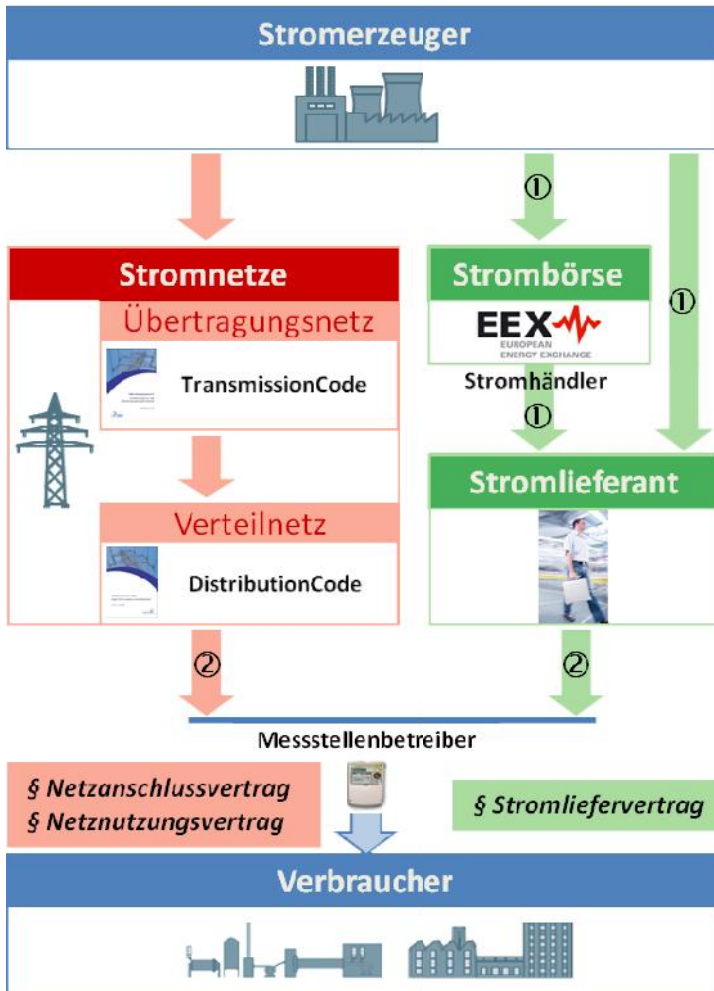 Stromerzeuger
①
Stromnetze
Übertragungsnetz
TransmissionCode
Verteilnetz
DistributionCode
②
Strombörse
EEX
EUROPEAN
ENERGY EXCHANGE
Stromhändler
①
①
Stromlieferant
②
Messstellenbetreiber
§ Netzanschlussvertrag
§ Netznutzungsvertrag
§ Stromliefervertrag
Verbraucher